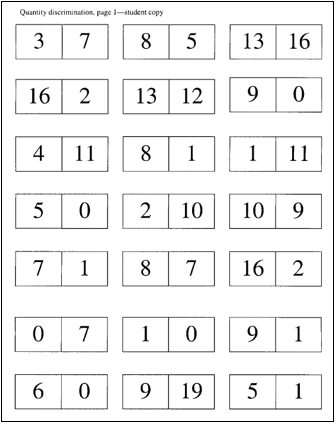 Quantity discrimination, page 1—student copy
3 7 8 5 13 16
16 2 13 12 9 0
4 11 8 1 1 11
5 0 2 10 10 9
7 1 8 7 16 2
0 7 1 0 9 1
6 0 9 19 5 1